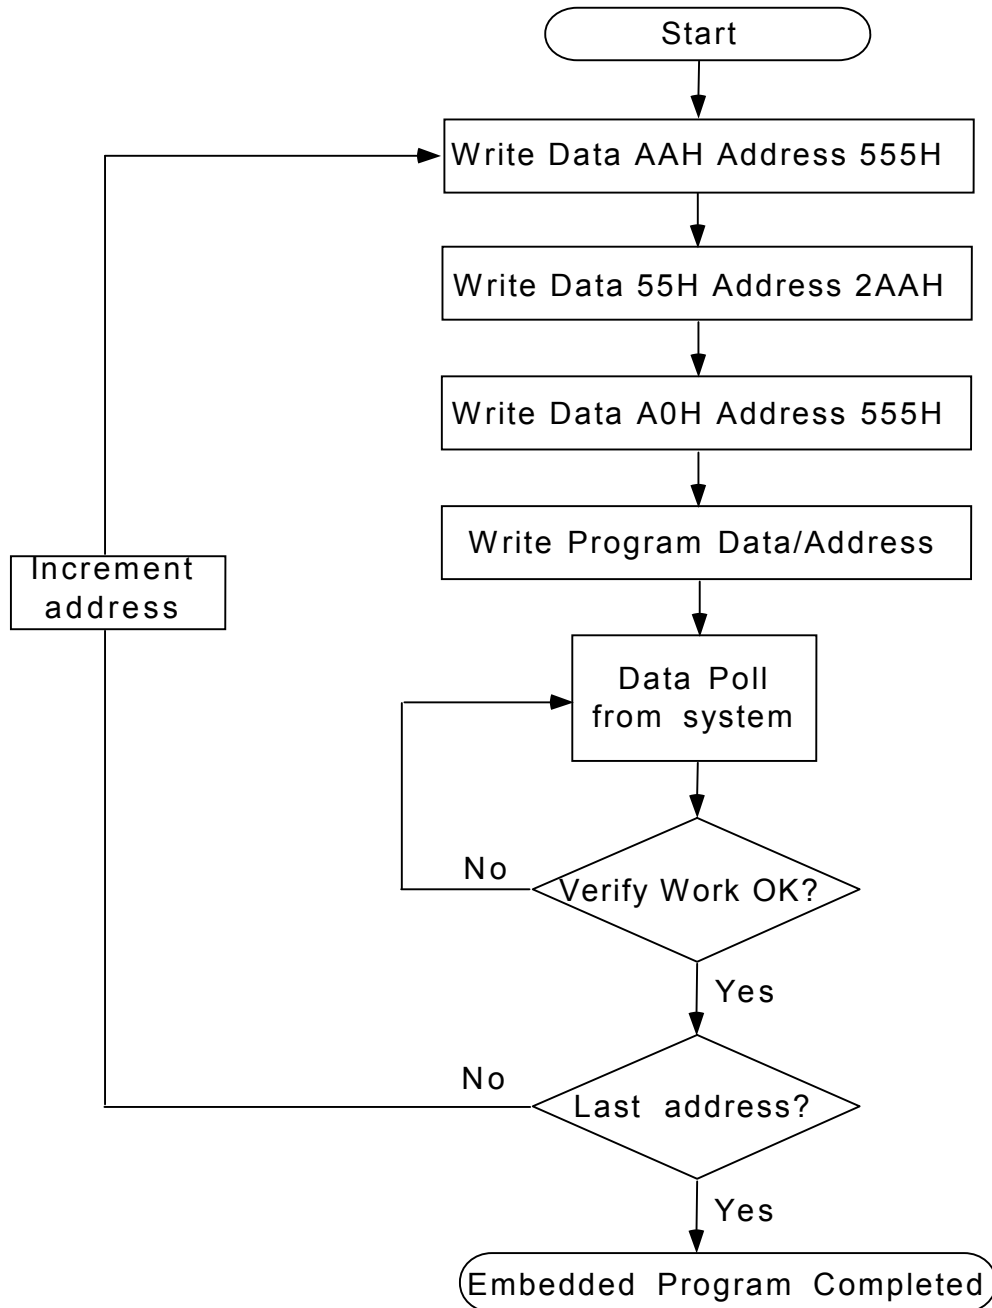 Start
Write Data AAH Address 555H
Write Data 55H Address 2AAH
Write Data A0H Address 555H
Write Program Data/Address
Increment
address
Data Poll
from system
No
Verify Work OK?
Yes
No
Last address?
Yes
Embedded Program Completed